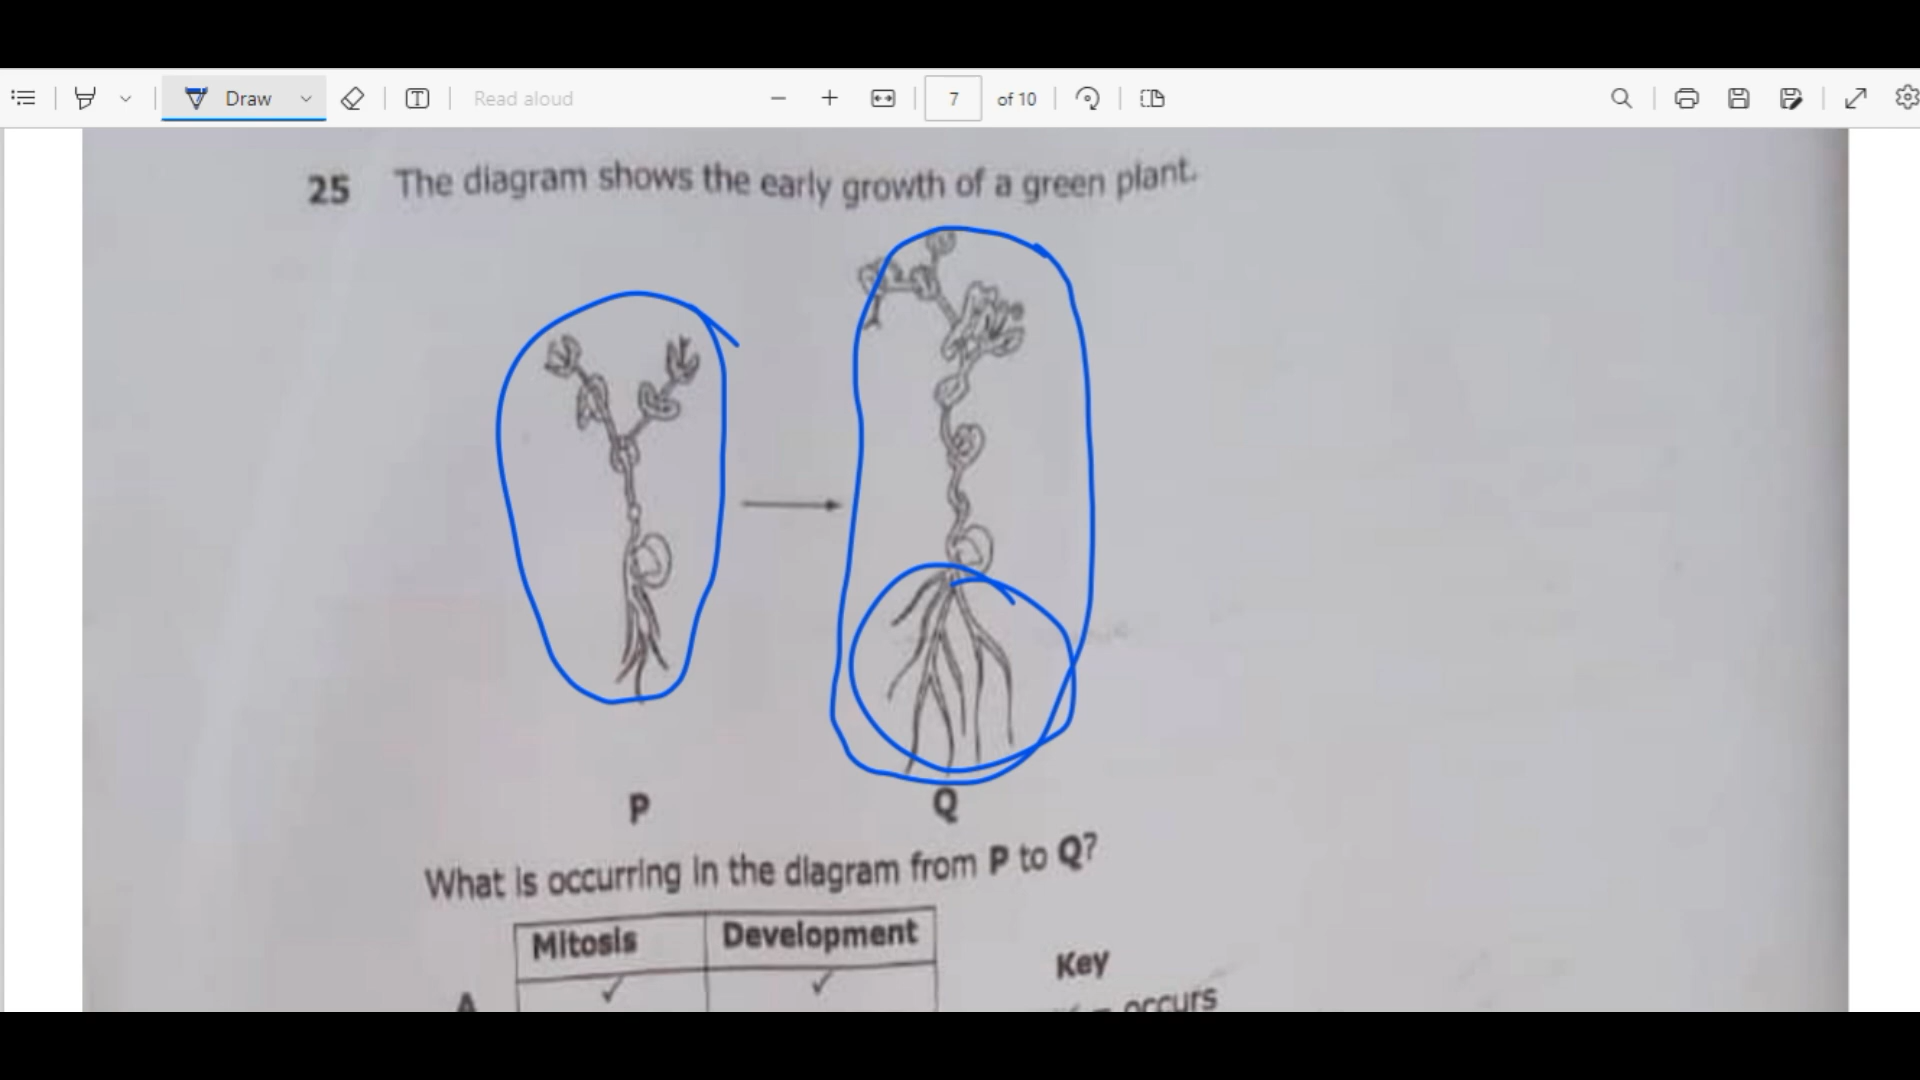 Draw
Read aloud
7 of 10
25 The diagram shows the early growth of a green plant.
P
Q
What is occurring in the diagram from P to Q?
Mitosis Development
Key
✓ ✓
A
occurs